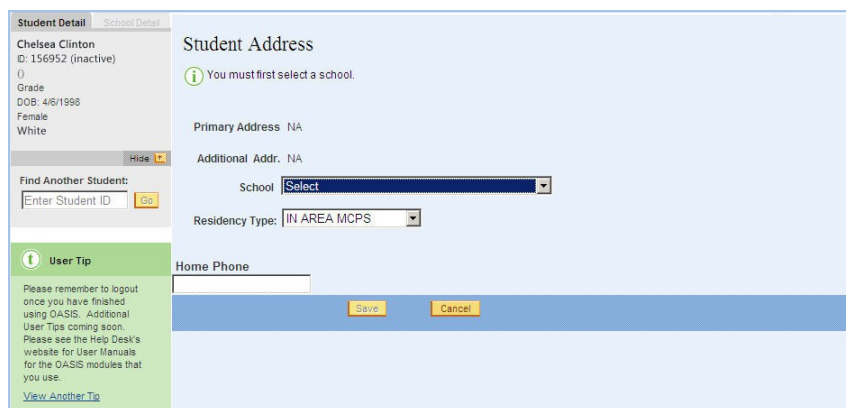 Student Detail School Detail
Chelsea Clinton
ID: 156952 (inactive)
()
Grade
DOB: 4/6/1998
Female
White
Hide
Find Another Student:
Enter Student ID Go
t User Tip
Please remember to logout
once you have finished
using OASIS. Additional
User Tips coming soon.
Please see the Help Desk's
website for User Manuals
for the OASIS modules that
you use.
View Another Tip
Student Address
i You must first select a school.
Primary Address NA
Additional Addr. NA
School Select
Residency Type: IN AREA MCPS
Home Phone
Save Cancel